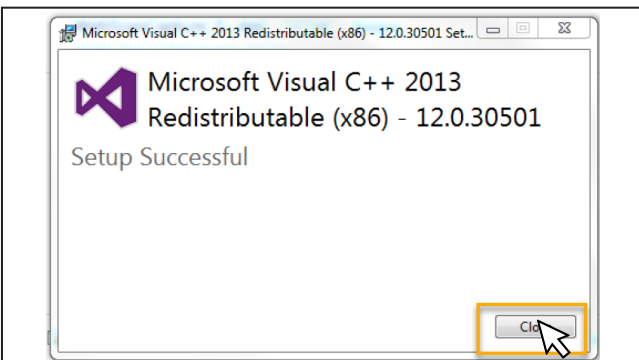 Microsoft Visual C++ 2013 Redistributable (x86) - 12.0.30501 Set...
Microsoft Visual C++ 2013
Redistributable (x86) - 12.0.30501
Setup Successful